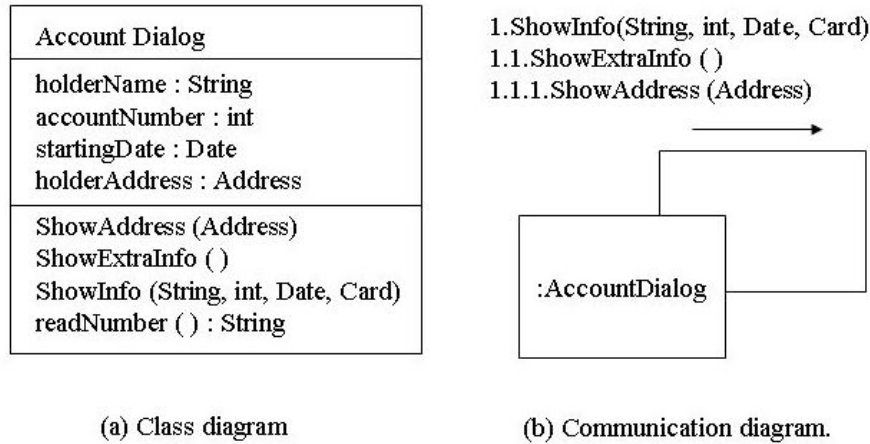 Account Dialog
holderName : String
accountNumber : int
startingDate : Date
holderAddress : Address
ShowAddress (Address)
ShowExtraInfo ( )
ShowInfo (String, int, Date, Card)
readNumber ( ) : String
(a) Class diagram
1.ShowInfo(String, int, Date, Card)
1.1.ShowExtraInfo ( )
1.1.1.ShowAddress (Address)
:AccountDialog
(b) Communication diagram.